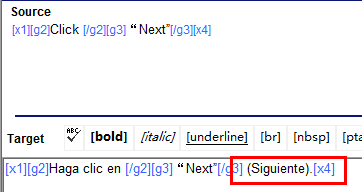 Source
[x1][g2]Click [/g2][g3] “Next”[/g3][x4]
Target [bold] [italic] [underline] [br] [nbsp]
[x1][g2]Haga clic en [/g2][g3] “Next”[/g3] (Siguiente).[x4]